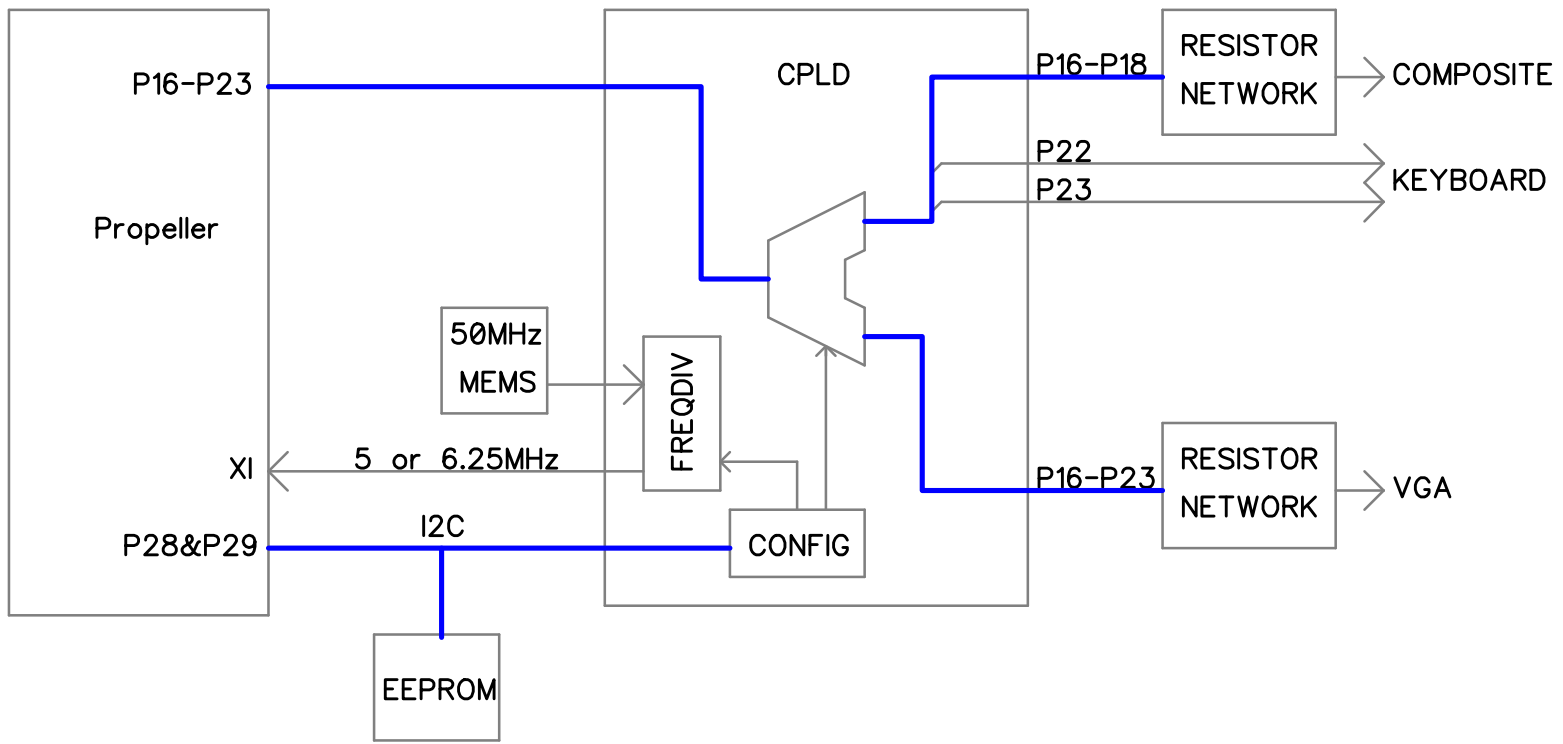 P16-P23
Propeller
XI
P28&P29
50MHz
MEMS
5 or 6.25MHz
I2C
EEPROM
CPLD
FREQDIV
CONFIG
P16-P18
P22
P23
P16-P23
RESISTOR
NETWORK
COMPOSITE
KEYBOARD
RESISTOR
NETWORK
VGA